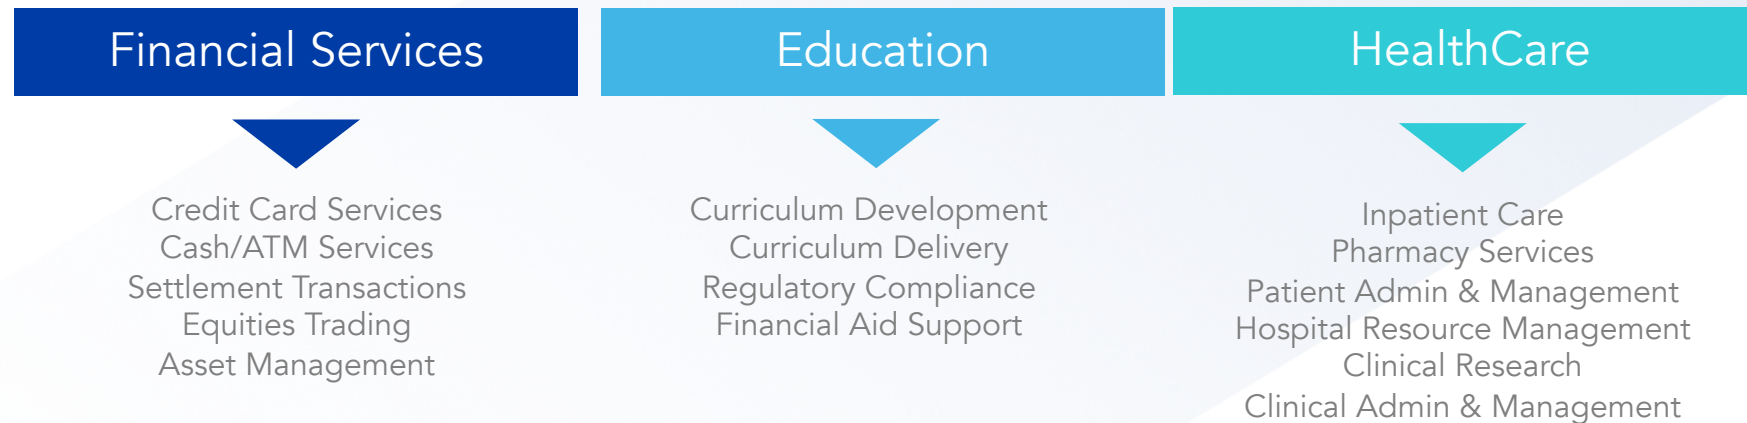 Financial Services
Credit Card Services
Cash/ATM Services
Settlement Transactions
Equities Trading
Asset Management
Education
Curriculum Development
Curriculum Delivery
Regulatory Compliance
Financial Aid Support
HealthCare
Inpatient Care
Pharmacy Services
Patient Admin & Management
Hospital Resource Management
Clinical Research
Clinical Admin & Management